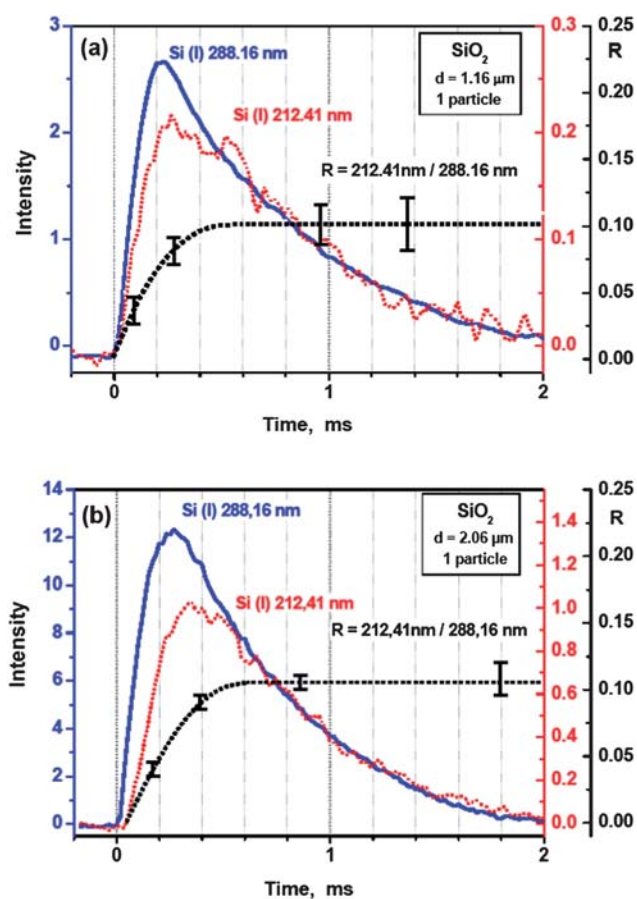 (a)
Si (I) 288.16 nm
SiO2
d = 1.16 µm
1 particle
Si (I) 212.41 nm
R = 212.41nm / 288.16 nm
Intensity
3
2
1
0
0.3
0.2
0.1
0.0
0.25
R
0.20
0.15
0.10
0.05
0.00
0
1
2
Time, ms
(b)
Si (I) 288,16 nm
SiO2
d = 2.06 µm
1 particle
Si (I) 212,41 nm
R = 212,41nm / 288,16 nm
Intensity
14
12
10
8
6
4
2
0
1.4
1.2
1.0
0.8
0.6
0.4
0.2
0.0
0.25
R
0.20
0.15
0.10
0.05
0.00
0
1
2
Time, ms